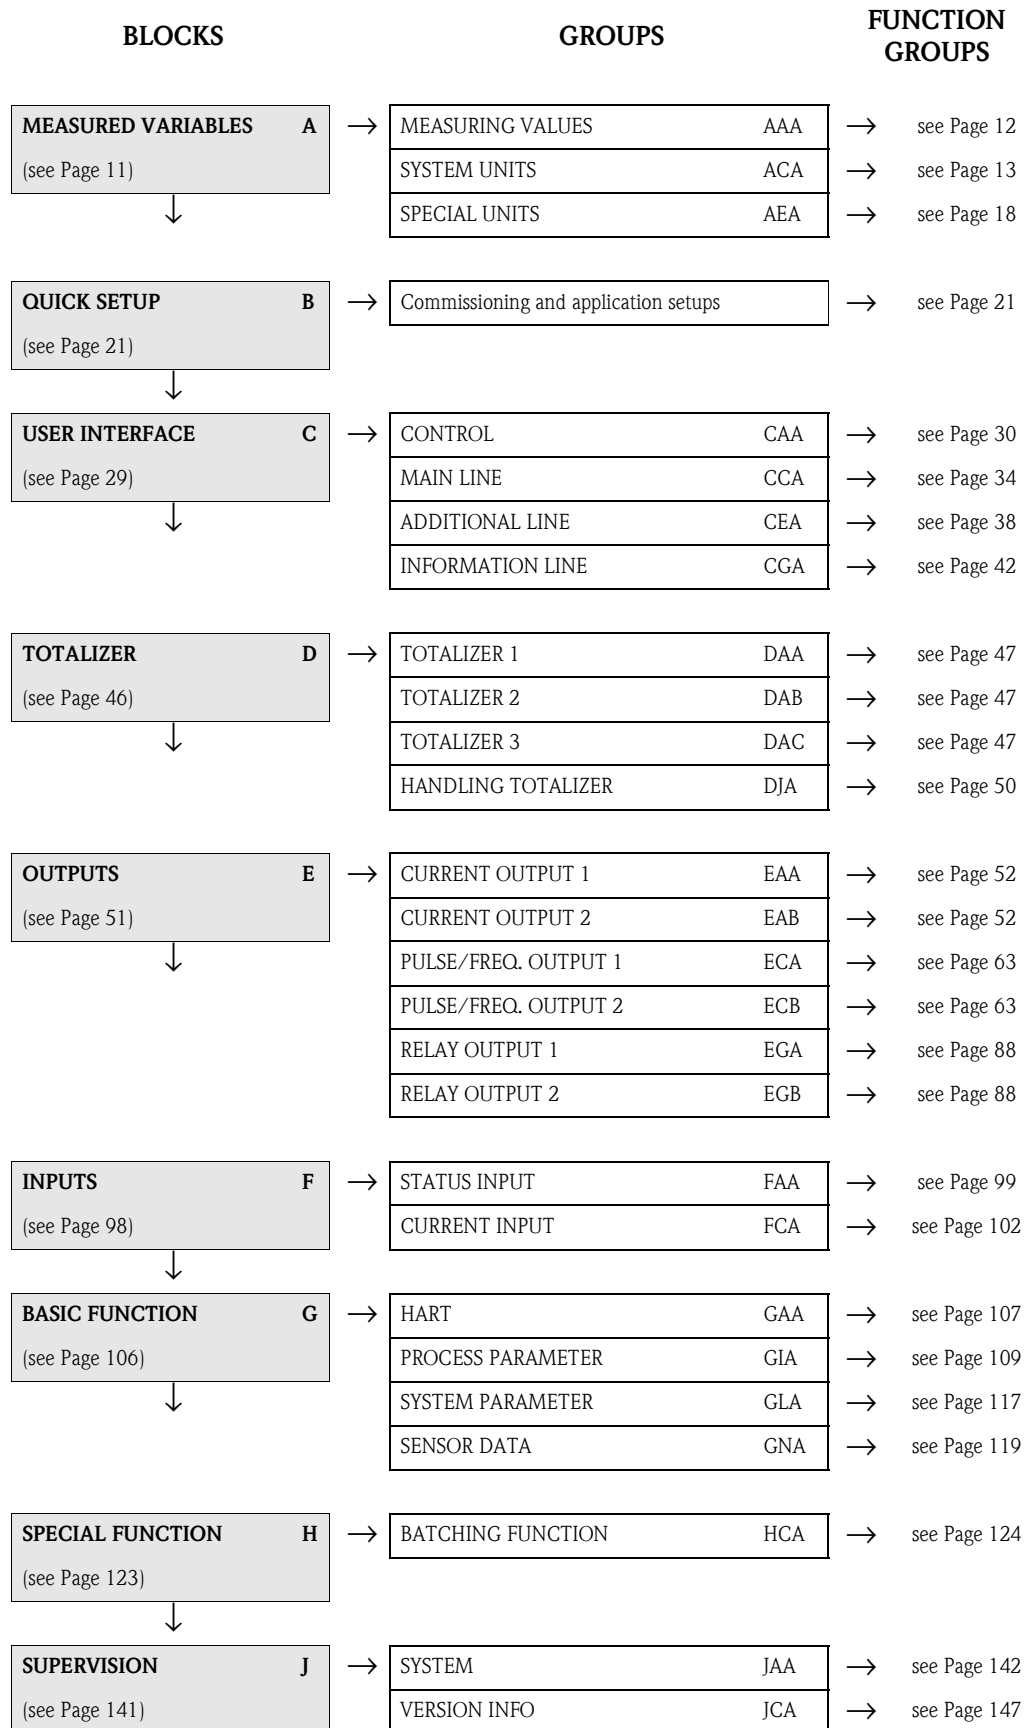 BLOCKS GROUPS FUNCTION GROUPS
MEASURED VARIABLES A → MEASURING VALUES AAA → see Page 12
(see Page 11) SYSTEM UNITS ACA → see Page 13
↓ SPECIAL UNITS AEA → see Page 18
QUICK SETUP B → Commissioning and application setups → see Page 21
(see Page 21)
↓
USER INTERFACE C → CONTROL CAA → see Page 30
(see Page 29) MAIN LINE CCA → see Page 34
↓ ADDITIONAL LINE CEA → see Page 38
INFORMATION LINE CGA → see Page 42
TOTALIZER D → TOTALIZER 1 DAA → see Page 47
(see Page 46) TOTALIZER 2 DAB → see Page 47
↓ TOTALIZER 3 DAC → see Page 47
HANDLING TOTALIZER DJA → see Page 50
OUTPUTS E → CURRENT OUTPUT 1 EAA → see Page 52
(see Page 51) CURRENT OUTPUT 2 EAB → see Page 52
↓ PULSE/FREQ. OUTPUT 1 ECA → see Page 63
PULSE/FREQ. OUTPUT 2 ECB → see Page 63
RELAY OUTPUT 1 EGA → see Page 88
RELAY OUTPUT 2 EGB → see Page 88
INPUTS F → STATUS INPUT FAA → see Page 99
(see Page 98) CURRENT INPUT FCA → see Page 102
↓
BASIC FUNCTION G → HART GAA → see Page 107
(see Page 106) PROCESS PARAMETER GIA → see Page 109
↓ SYSTEM PARAMETER GLA → see Page 117
SENSOR DATA GNA → see Page 119
SPECIAL FUNCTION H → BATCHING FUNCTION HCA → see Page 124
(see Page 123)
↓
SUPERVISION J → SYSTEM JAA → see Page 142
(see Page 141) VERSION INFO JCA → see Page 147